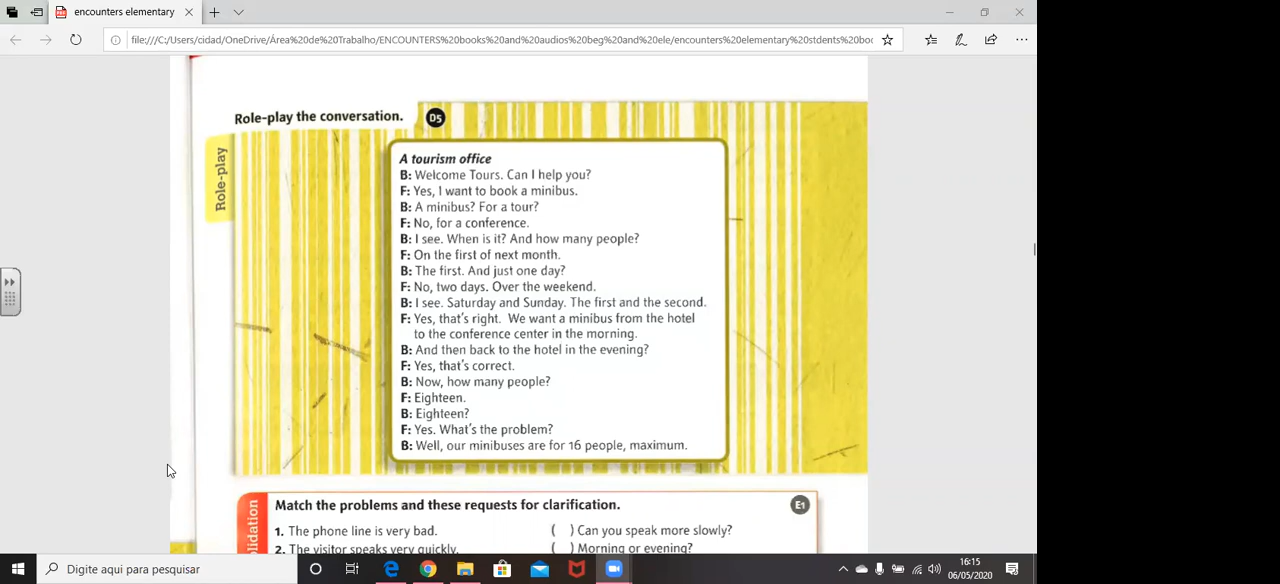 encounters elementary
file:///C:/Users/cidad/OneDrive/Área%20de%20Trabalho/ENCOUNTERS%20books%20and%20audios%20beg%20and%20ele/encounters%20elementary%20stdents%20boo
Role-play the conversation. D5
Role-play
A tourism office
B: Welcome Tours. Can I help you?
F: Yes, I want to book a minibus.
B: A minibus? For a tour?
F: No, for a conference.
B: I see. When is it? And how many people?
F: On the first of next month.
B: The first. And just one day?
F: No, two days. Over the weekend.
B: I see. Saturday and Sunday. The first and the second.
F: Yes, that's right. We want a minibus from the hotel
to the conference center in the morning.
B: And then back to the hotel in the evening?
F: Yes, that's correct.
B: Now, how many people?
F: Eighteen.
B: Eighteen?
F: Yes. What's the problem?
B: Well, our minibuses are for 16 people, maximum.
lidation
Match the problems and these requests for clarification. E1
1. The phone line is very bad. ( ) Can you speak more slowly?
2. The visitor speaks very quickly. ( ) Morning or evening?
Digite aqui para pesquisar
16:15
06/05/2020